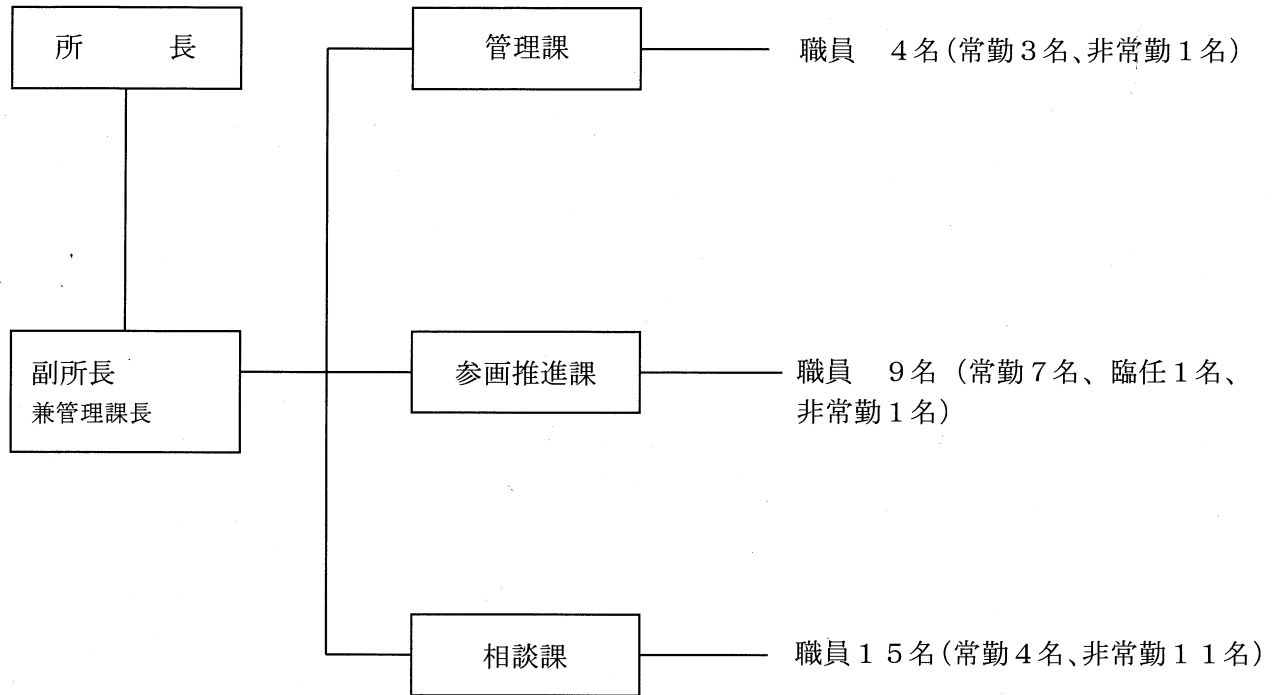 所　　長
管理課
職員　４名（常勤３名、非常勤１名）
副所長
兼管理課長
参画推進課
職員　９名（常勤７名、臨任１名、
非常勤１名）
相談課
職員１５名（常勤４名、非常勤１１名）